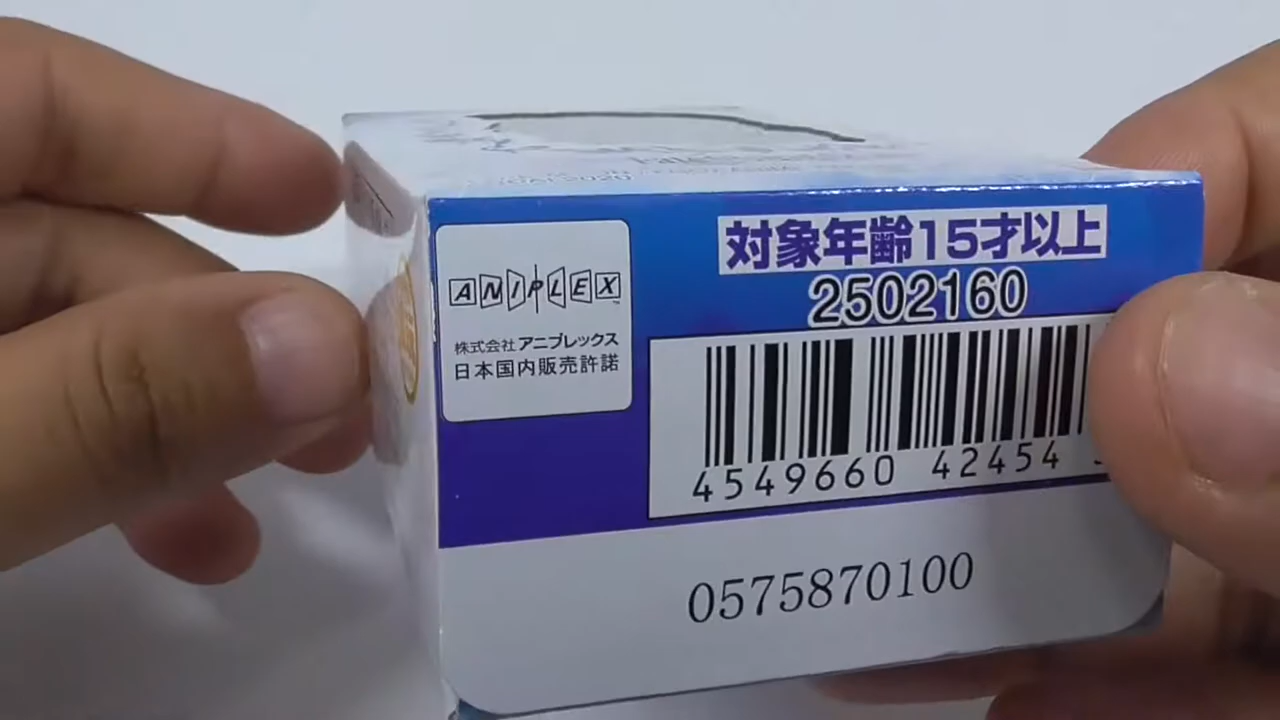 対象年齢15才以上
2502160
ANIPLEX
株式会社アニプレックス
日本国内販売許諾
4549660 42454
0575870100